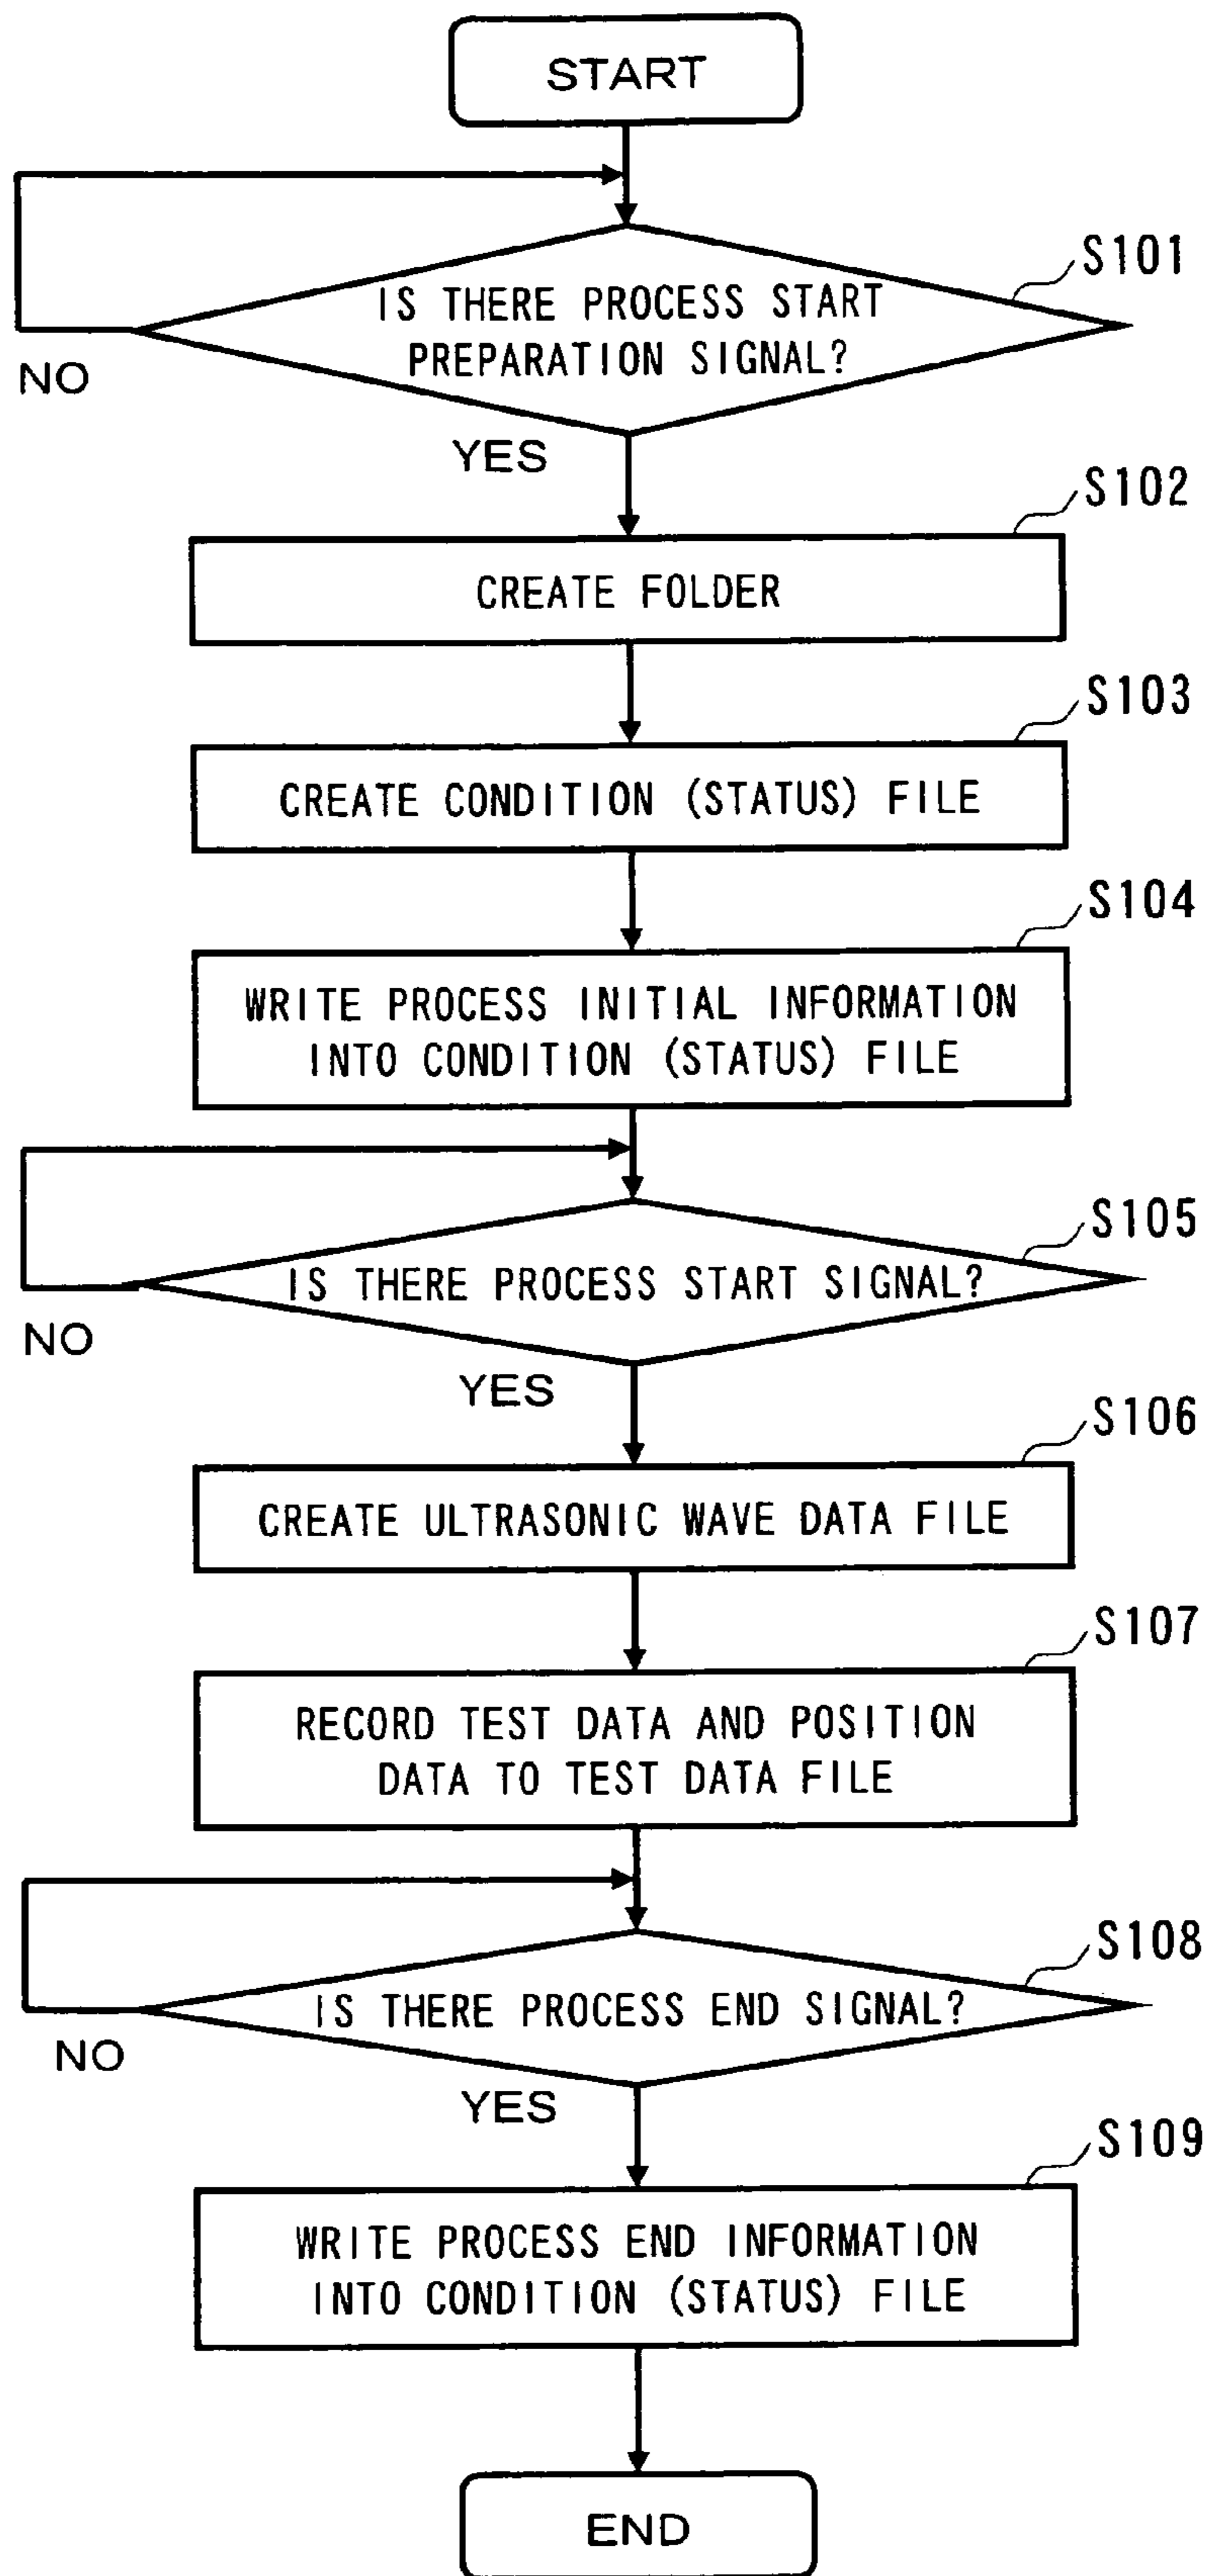 START
S101
IS THERE PROCESS START
PREPARATION SIGNAL?
NO
YES
S102
CREATE FOLDER
S103
CREATE CONDITION (STATUS) FILE
S104
WRITE PROCESS INITIAL INFORMATION
INTO CONDITION (STATUS) FILE
S105
IS THERE PROCESS START SIGNAL?
NO
YES
S106
CREATE ULTRASONIC WAVE DATA FILE
S107
RECORD TEST DATA AND POSITION
DATA TO TEST DATA FILE
S108
IS THERE PROCESS END SIGNAL?
NO
YES
S109
WRITE PROCESS END INFORMATION
INTO CONDITION (STATUS) FILE
END